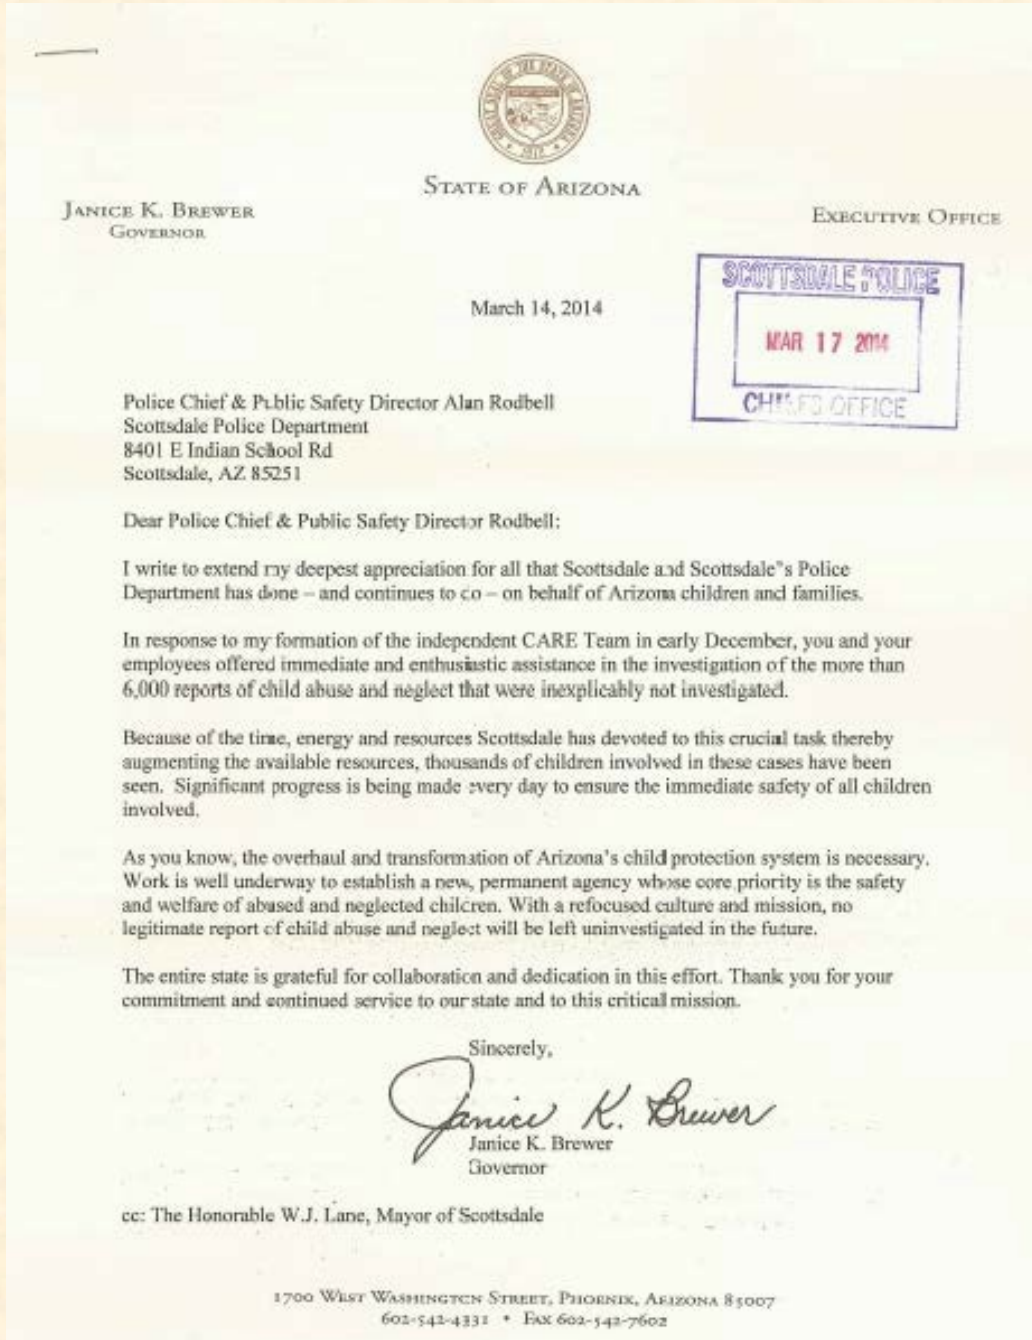 GREAT SEAL OF THE STATE OF ARIZONA
1912
STATE OF ARIZONA
JANICE K. BREWER
GOVERNOR
EXECUTIVE OFFICE
SCOTTSDALE POLICE
MAR 17 2014
CHIEF'S OFFICE
March 14, 2014
Police Chief & Public Safety Director Alan Rodbell
Scottsdale Police Department
8401 E Indian School Rd
Scottsdale, AZ 85251
Dear Police Chief & Public Safety Director Rodbell:
I write to extend my deepest appreciation for all that Scottsdale and Scottsdale"s Police
Department has done – and continues to do – on behalf of Arizona children and families.
In response to my formation of the independent CARE Team in early December, you and your
employees offered immediate and enthusiastic assistance in the investigation of the more than
6,000 reports of child abuse and neglect that were inexplicably not investigated.
Because of the time, energy and resources Scottsdale has devoted to this crucial task thereby
augmenting the available resources, thousands of children involved in these cases have been
seen.  Significant progress is being made every day to ensure the immediate safety of all children
involved.
As you know, the overhaul and transformation of Arizona's child protection system is necessary.
Work is well underway to establish a new, permanent agency whose core priority is the safety
and welfare of abused and neglected children. With a refocused culture and mission, no
legitimate report of child abuse and neglect will be left uninvestigated in the future.
The entire state is grateful for collaboration and dedication in this effort. Thank you for your
commitment and continued service to our state and to this critical mission.
Sincerely,
Janice K. Brewer
Janice K. Brewer
Governor
cc: The Honorable W.J. Lane, Mayor of Scottsdale
1700 WEST WASHINGTON STREET, PHOENIX, ARIZONA 85007
602-542-4331 • FAX 602-542-7602